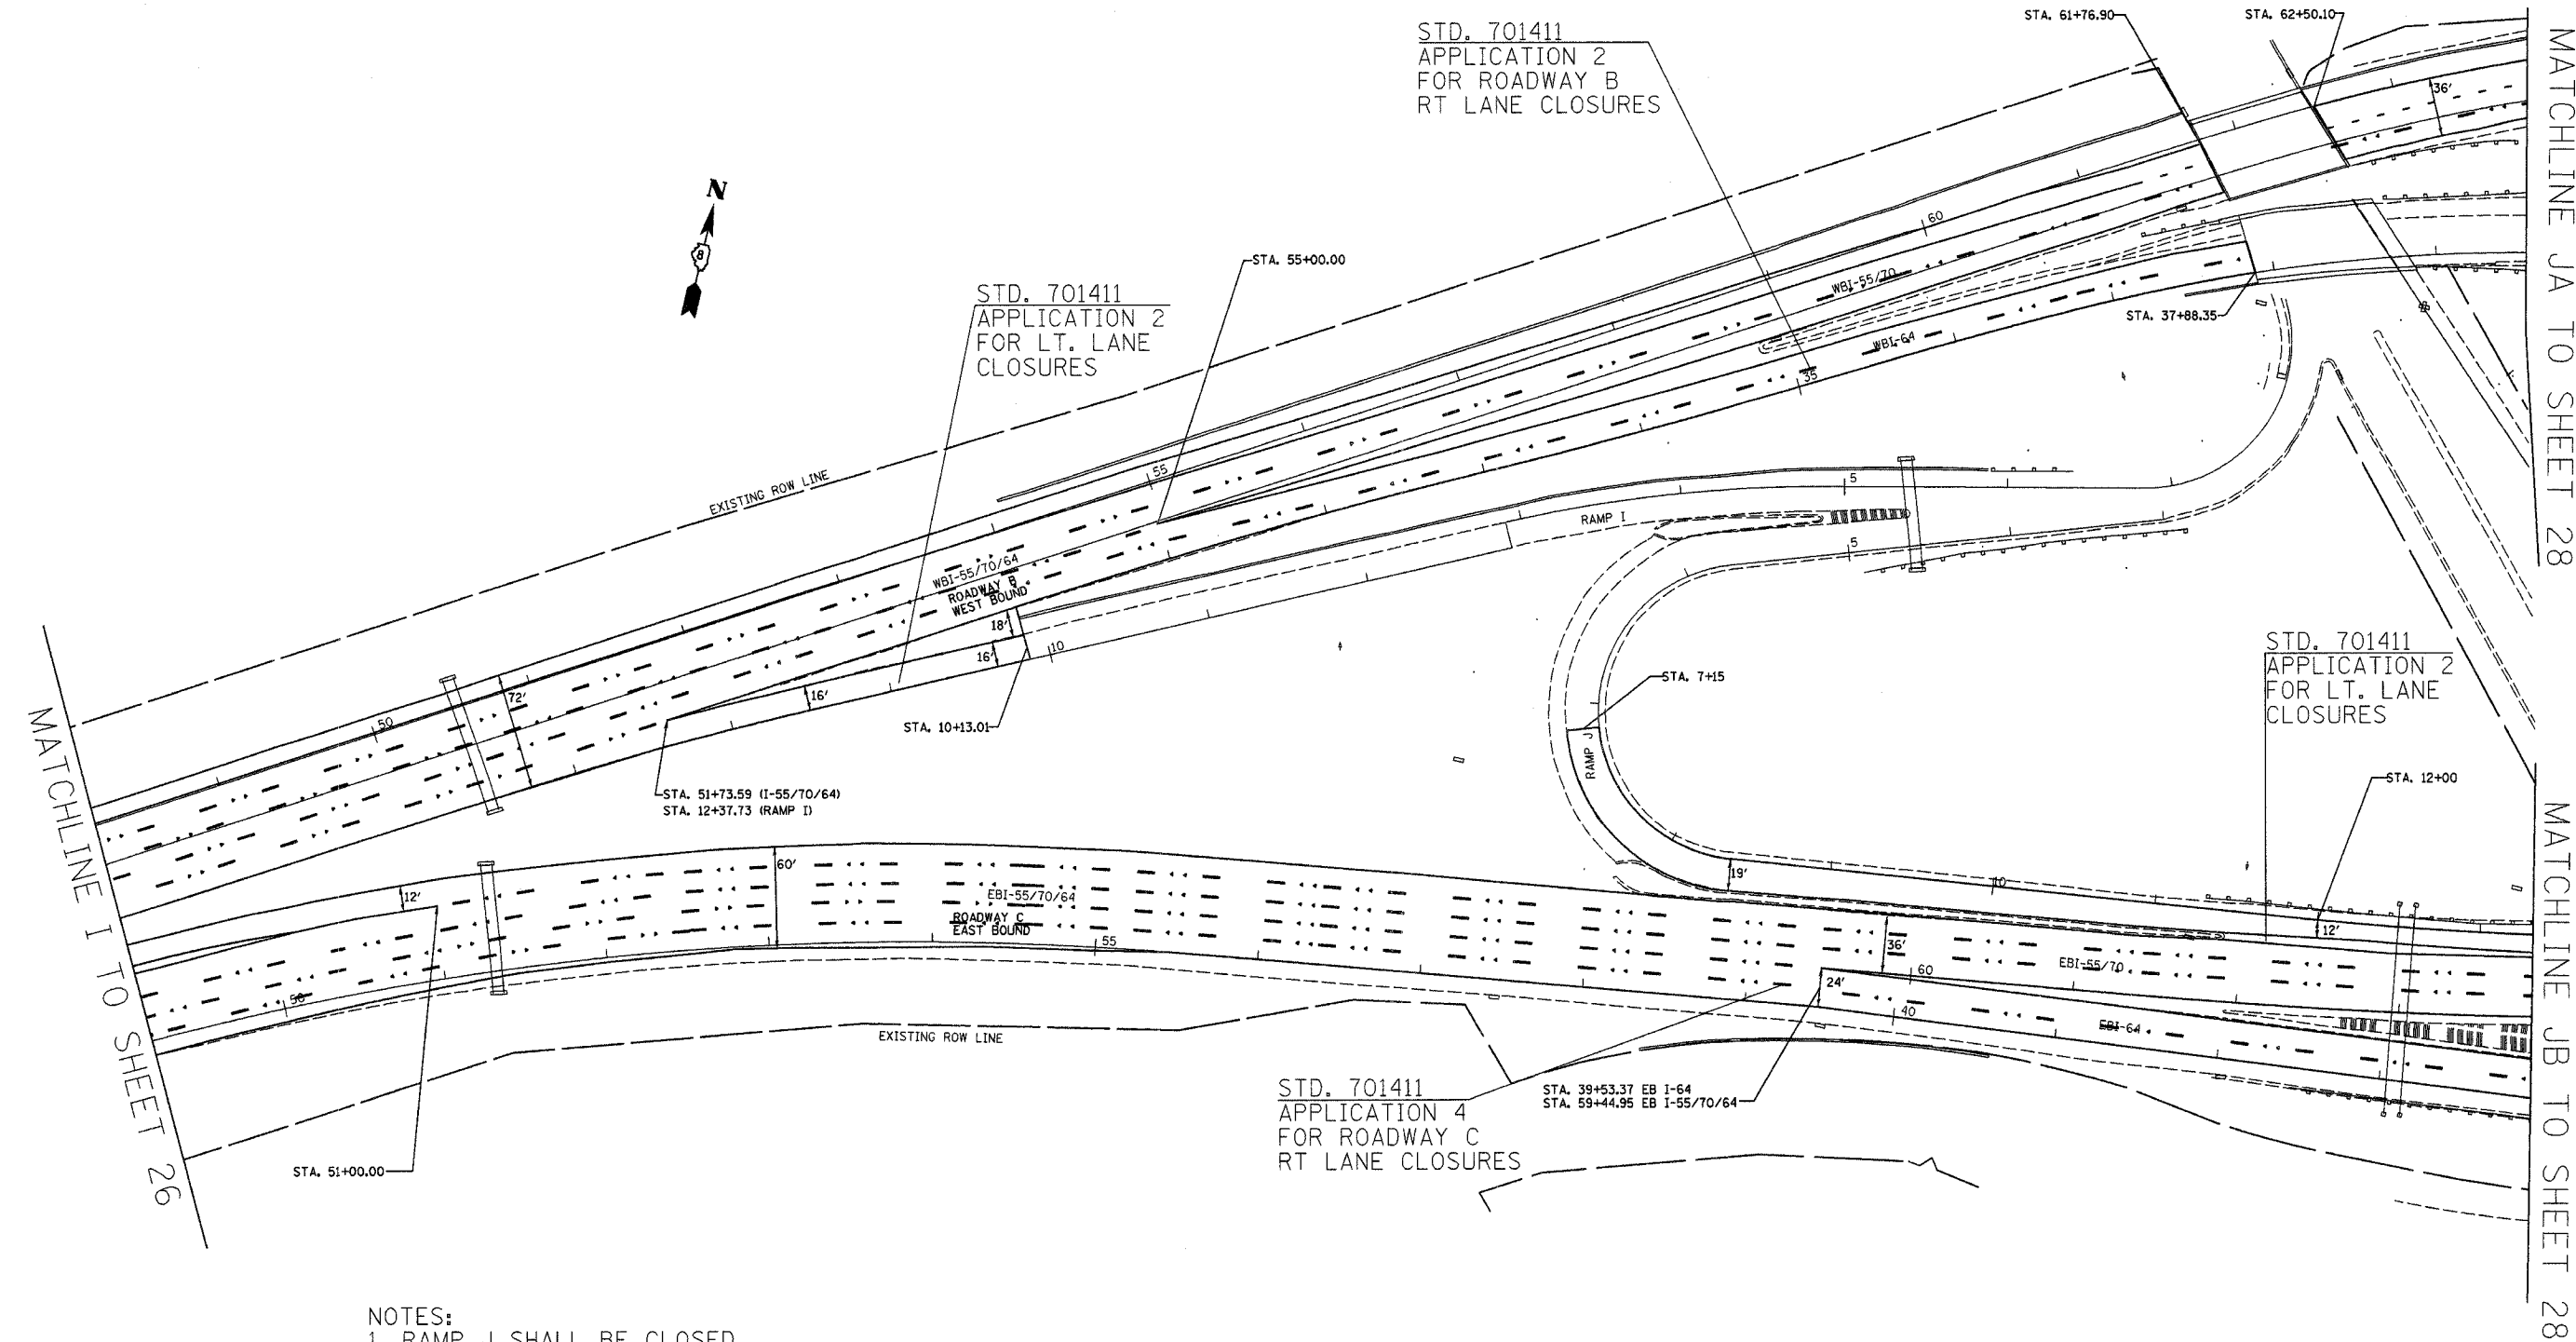 STA. 61+76.90
STA. 62+50.10
STD. 701411
APPLICATION 2
FOR ROADWAY B
RT LANE CLOSURES
36'
MATCHLINE JA TO SHEET 28
N
8
60
STA. 55+00.00
STD. 701411
APPLICATION 2
FOR LT. LANE
CLOSURES
WBI-55/70
STA. 37+88.35
WBI-64
35
55
EXISTING ROW LINE
5
RAMP I
5
WBI-55/70/64
ROADWAY B
WEST BOUND
18'
16'
10
STD. 701411
APPLICATION 2
FOR LT. LANE
CLOSURES
STA. 7+15
72'
16'
50
STA. 10+13.01
RAMP J
MATCHLINE I TO SHEET 26
STA. 51+73.59 (I-55/70/64)
STA. 12+37.73 (RAMP I)
STA. 12+00
60'
12'
19'
10
EBI-55/70/64
ROADWAY C
EAST BOUND
55
12'
36'
60
EBI-55/70
24'
50
40
EBI-64
EXISTING ROW LINE
STD. 701411
APPLICATION 4
FOR ROADWAY C
RT LANE CLOSURES
STA. 39+53.37 EB I-64
STA. 59+44.95 EB I-55/70/64
STA. 51+00.00
MATCHLINE JB TO SHEET 28
NOTES:
1. RAMP J SHALL BE CLOSED